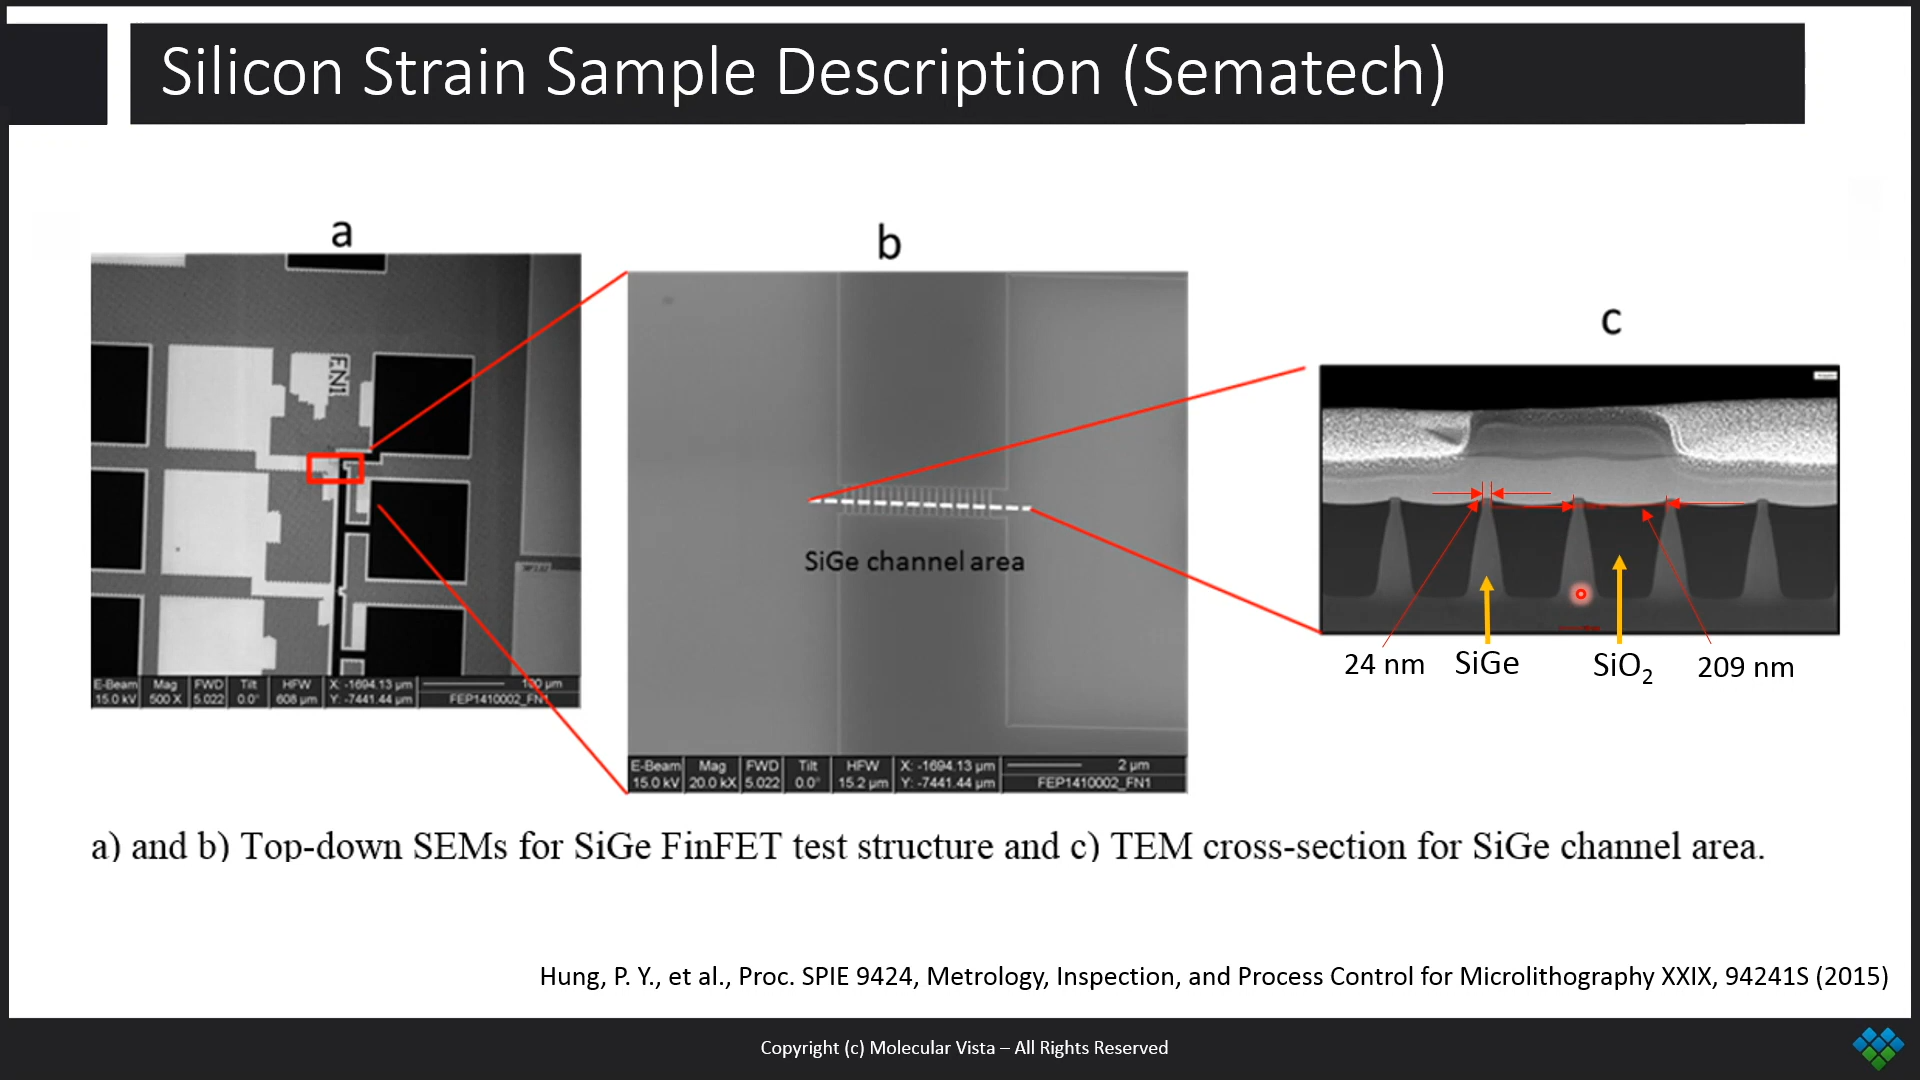 Silicon Strain Sample Description (Sematech)
a
b
c
FN1
SiGe channel area
24 nm
SiGe
SiO2
209 nm
E-Beam Mag FWD Tilt HFW X: -1694.13 µm 100 µm
15.0 kV 500 X 5.022 0.0° 608 µm Y: -7441.44 µm FEP1410002_FN1
E-Beam Mag FWD Tilt HFW X: -1694.13 µm 2 µm
15.0 kV 20.0 kX 5.022 0.0° 15.2 µm Y: -7441.44 µm FEP1410002_FN1
a) and b) Top-down SEMs for SiGe FinFET test structure and c) TEM cross-section for SiGe channel area.
Hung, P. Y., et al., Proc. SPIE 9424, Metrology, Inspection, and Process Control for Microlithography XXIX, 94241S (2015)
Copyright (c) Molecular Vista – All Rights Reserved